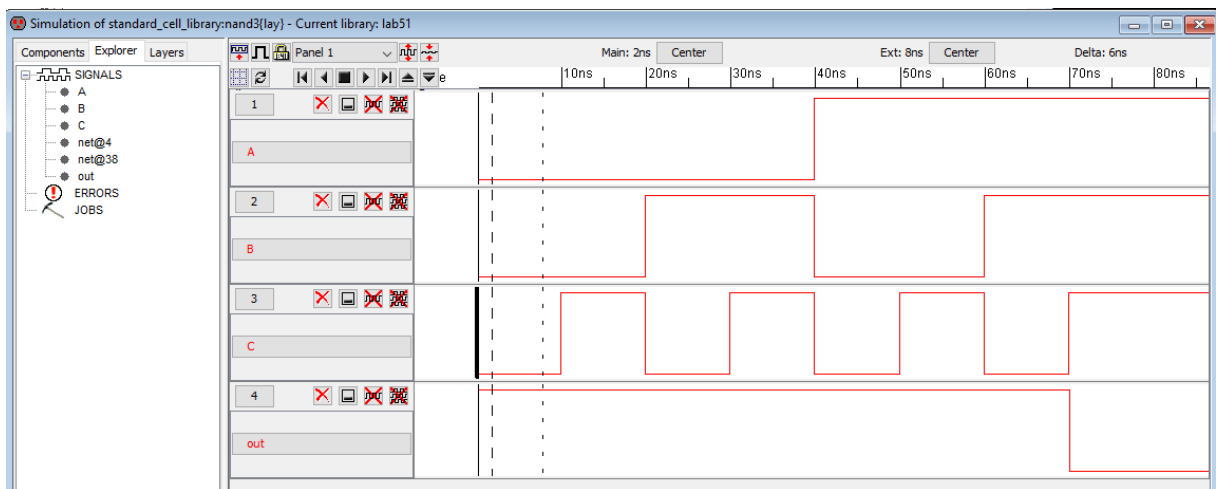 Simulation of standard_cell_library:nand3{lay} - Current library: lab51
Components Explorer Layers
SIGNALS
A
B
C
net@4
net@38
out
ERRORS
JOBS
Panel 1
Main: 2ns Center Ext: 8ns Center Delta: 6ns
e 10ns 20ns 30ns 40ns 50ns 60ns 70ns 80ns
1
A
2
B
3
C
4
out